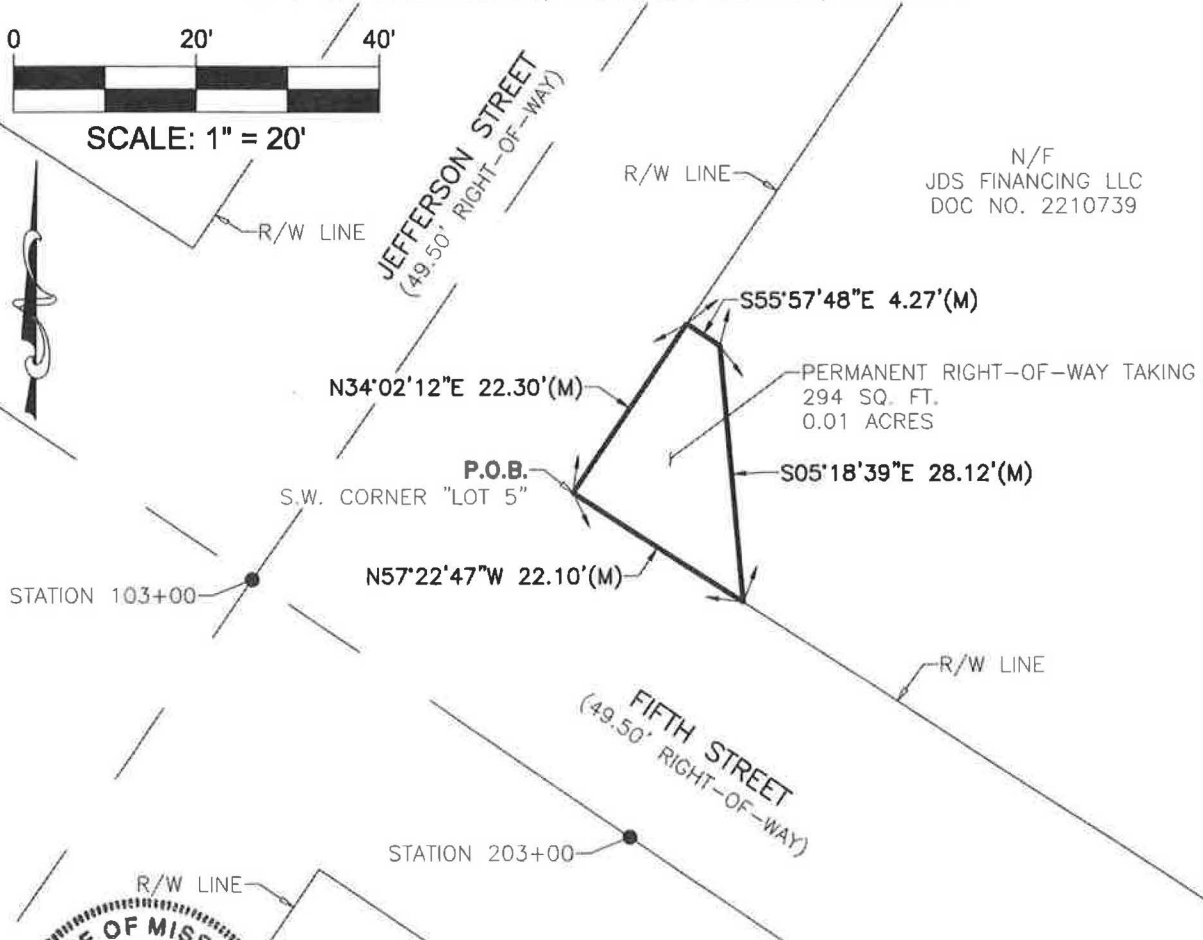 0 20' 40'
SCALE: 1" = 20'
R/W LINE
JEFFERSON STREET
(49.50' RIGHT-OF-WAY)
R/W LINE
N/F
JDS FINANCING LLC
DOC NO. 2210739
S55°57'48"E 4.27'(M)
N34°02'12"E 22.30'(M)
PERMANENT RIGHT-OF-WAY TAKING
294 SQ. FT.
0.01 ACRES
P.O.B.
S.W. CORNER "LOT 5"
S05°18'39"E 28.12'(M)
N57°22'47"W 22.10'(M)
STATION 103+00
R/W LINE
FIFTH STREET
(49.50' RIGHT-OF-WAY)
STATION 203+00
R/W LINE
OF MISS